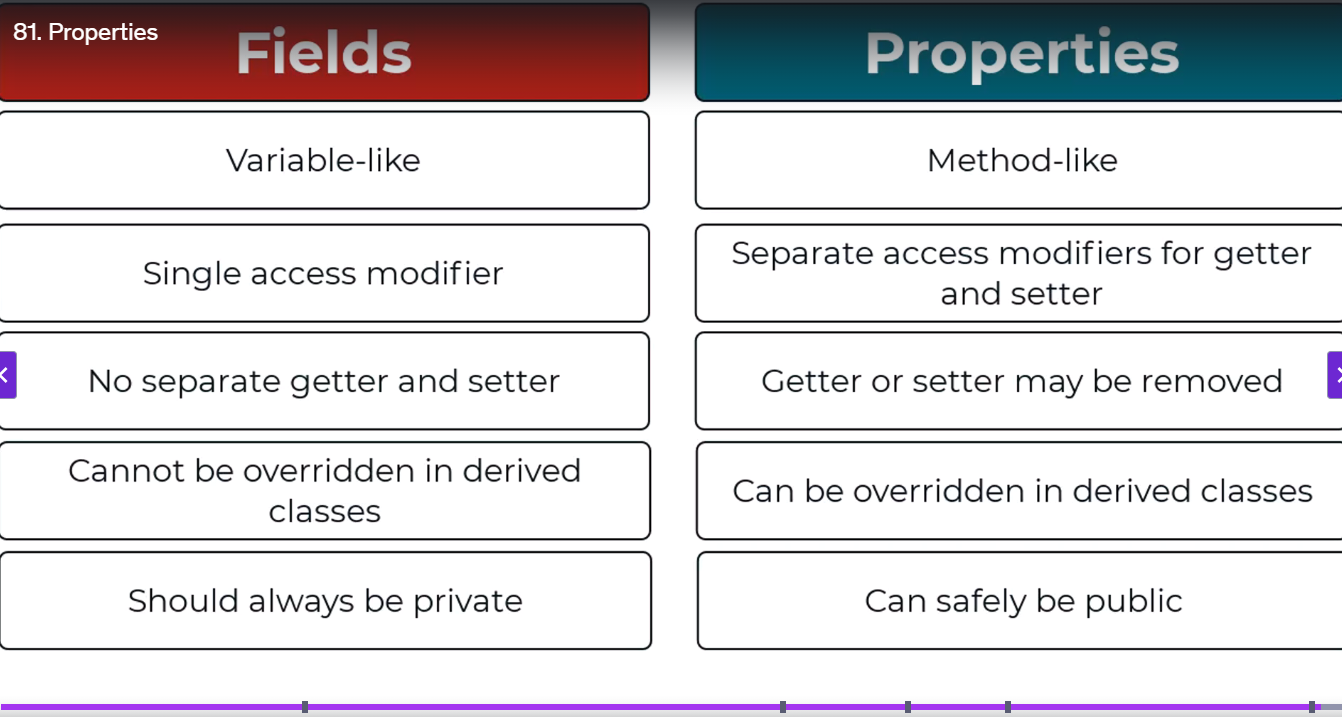 81. Properties
Fields
Properties
Variable-like
Method-like
Single access modifier
Separate access modifiers for getter
and setter
No separate getter and setter
Getter or setter may be removed
Cannot be overridden in derived
classes
Can be overridden in derived classes
Should always be private
Can safely be public